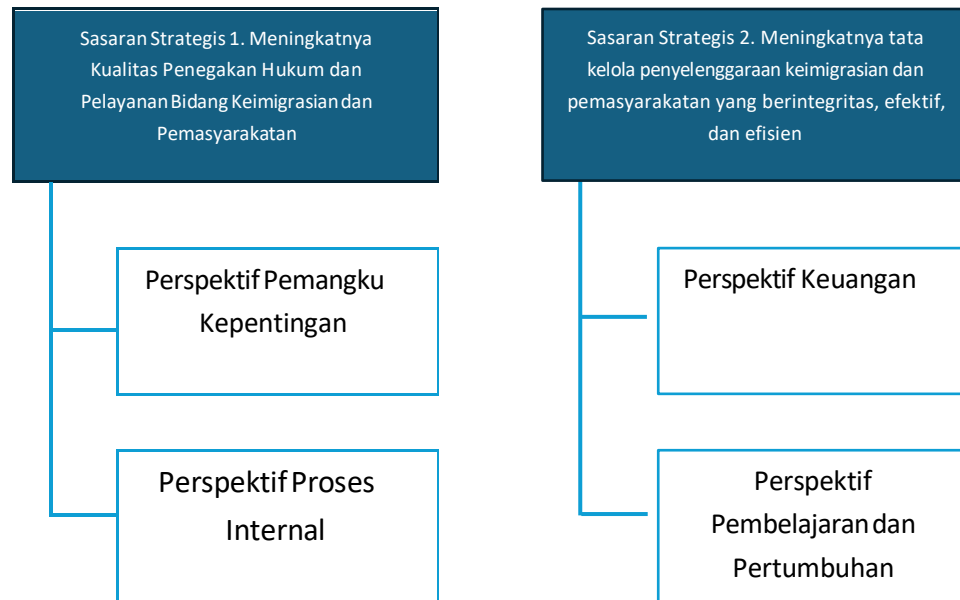 Sasaran Strategis 1. Meningkatnya
Kualitas Penegakan Hukum dan
Pelayanan Bidang Keimigrasian dan
Pemasyarakatan
Perspektif Pemangku
Kepentingan
Perspektif Proses
Internal
Sasaran Strategis 2. Meningkatnya tata
kelola penyelenggaraan keimigrasian dan
pemasyarakatan yang berintegritas, efektif,
dan efisien
Perspektif Keuangan
Perspektif
Pembelajaran dan
Pertumbuhan